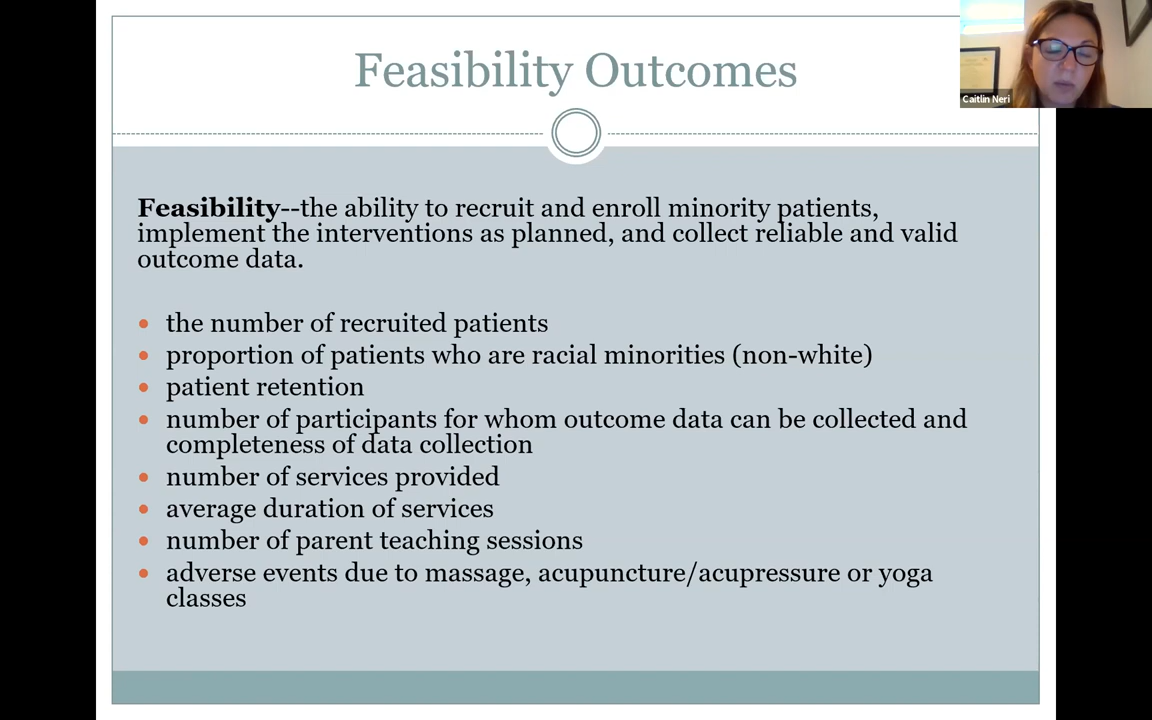 Feasibility Outcomes
Caitlin Neri
Feasibility--the ability to recruit and enroll minority patients,
implement the interventions as planned, and collect reliable and valid
outcome data.
• the number of recruited patients
• proportion of patients who are racial minorities (non-white)
• patient retention
• number of participants for whom outcome data can be collected and
completeness of data collection
• number of services provided
• average duration of services
• number of parent teaching sessions
• adverse events due to massage, acupuncture/acupressure or yoga
classes